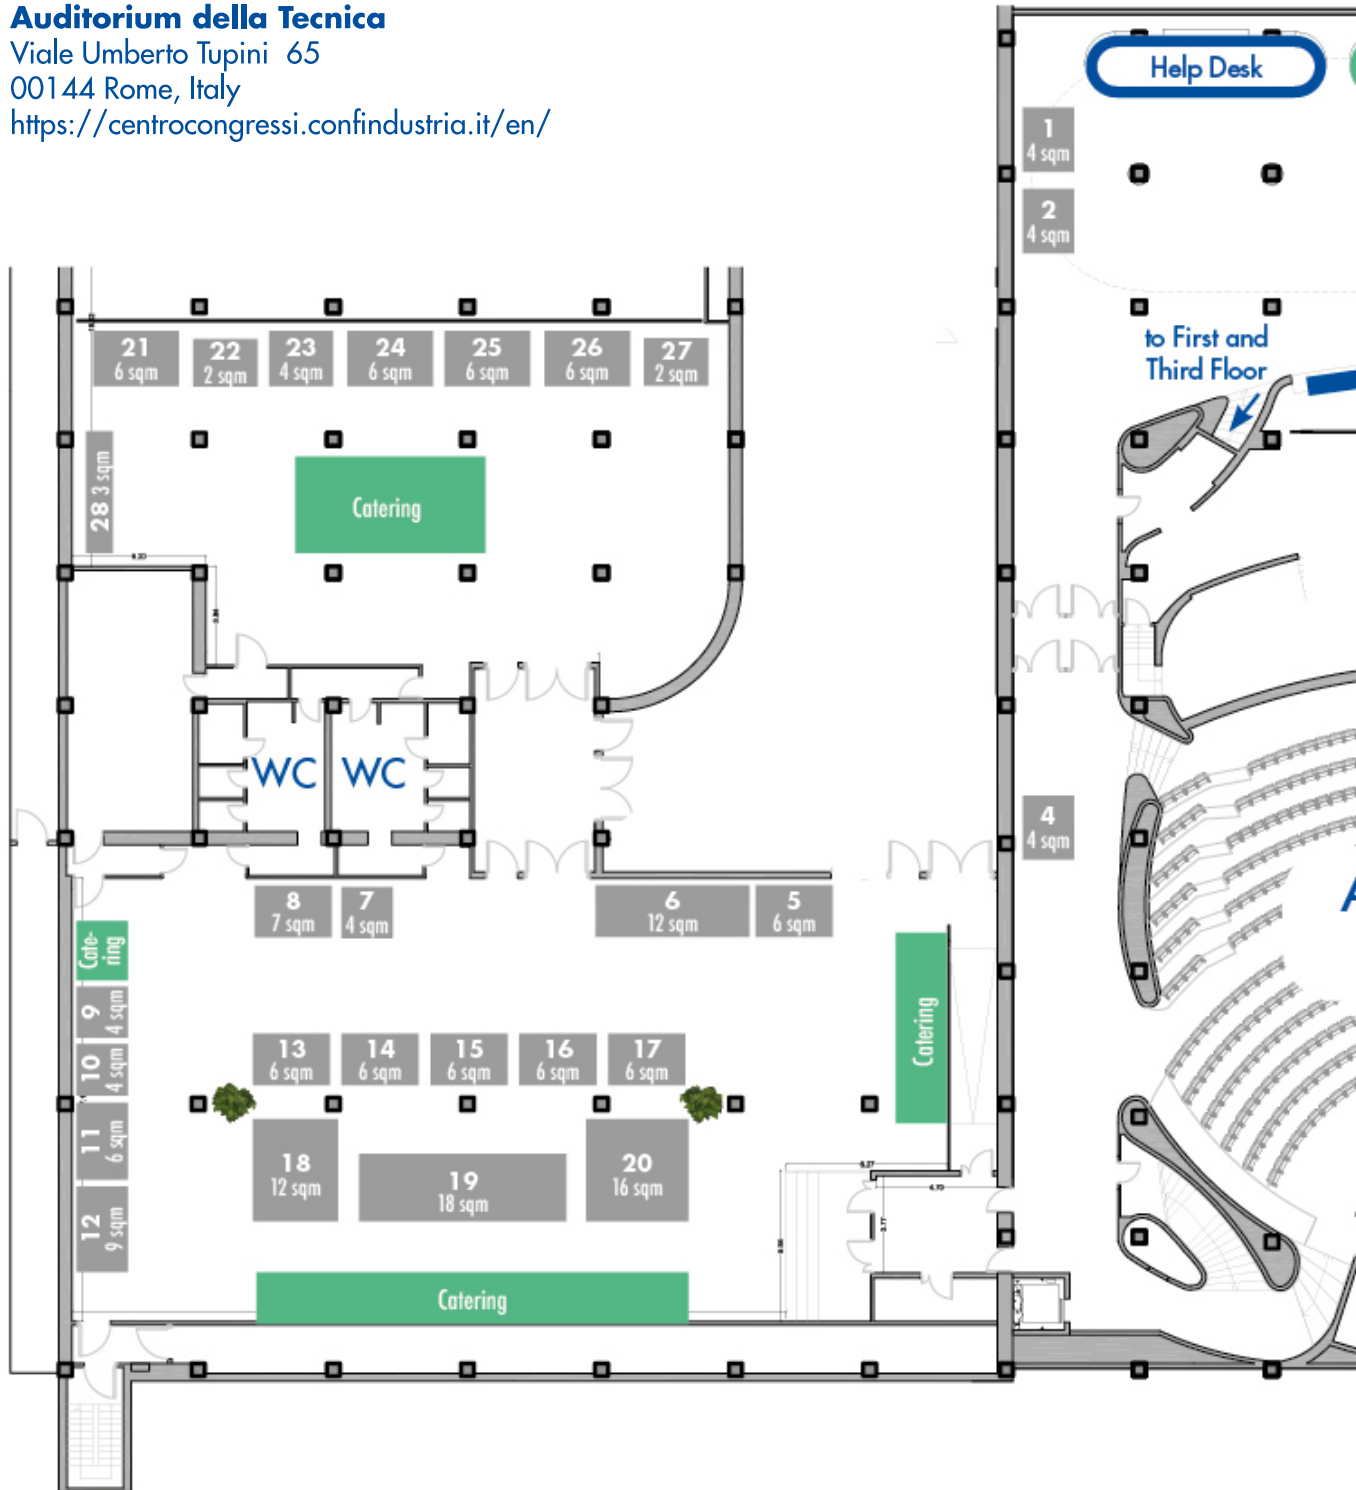 Auditorium della Tecnica
Viale Umberto Tupini 65
00144 Rome, Italy
https://centrocongressi.confindustria.it/en/
Help Desk
1
4 sqm
2
4 sqm
to First and
Third Floor
21
6 sqm
22
2 sqm
23
4 sqm
24
6 sqm
25
6 sqm
26
6 sqm
27
2 sqm
28 3 sqm
Catering
WC
WC
4
4 sqm
8
7 sqm
7
4 sqm
6
12 sqm
5
6 sqm
Cate-
ring
9
4 sqm
10
4 sqm
11
6 sqm
12
9 sqm
13
6 sqm
14
6 sqm
15
6 sqm
16
6 sqm
17
6 sqm
Catering
18
12 sqm
19
18 sqm
20
16 sqm
Catering